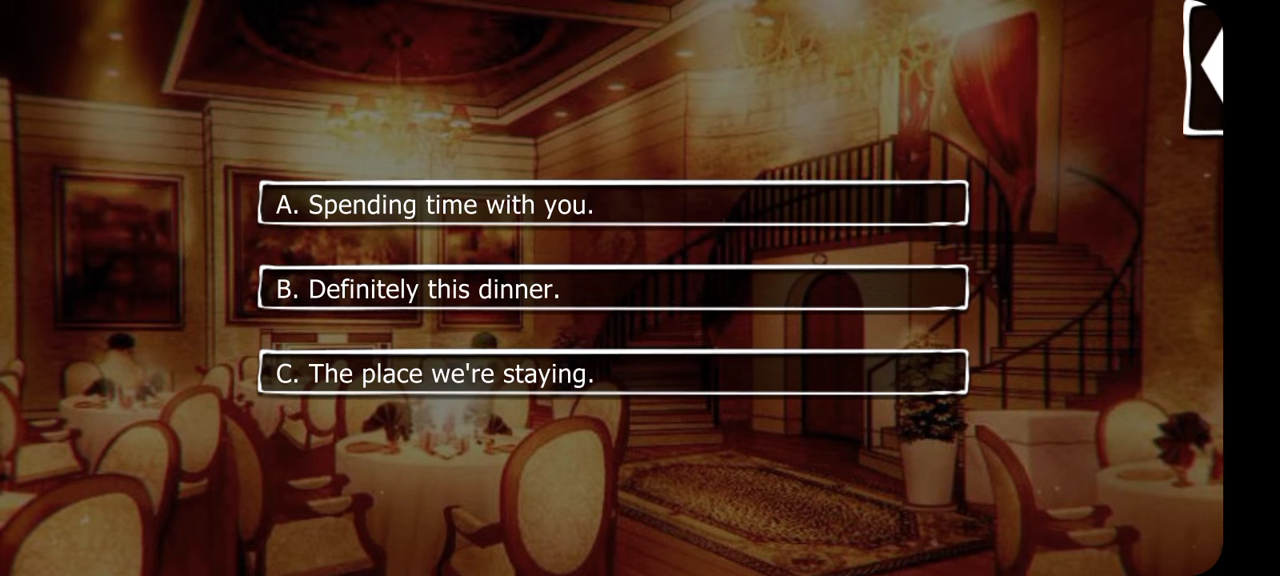 A. Spending time with you.
B. Definitely this dinner.
C. The place we're staying.